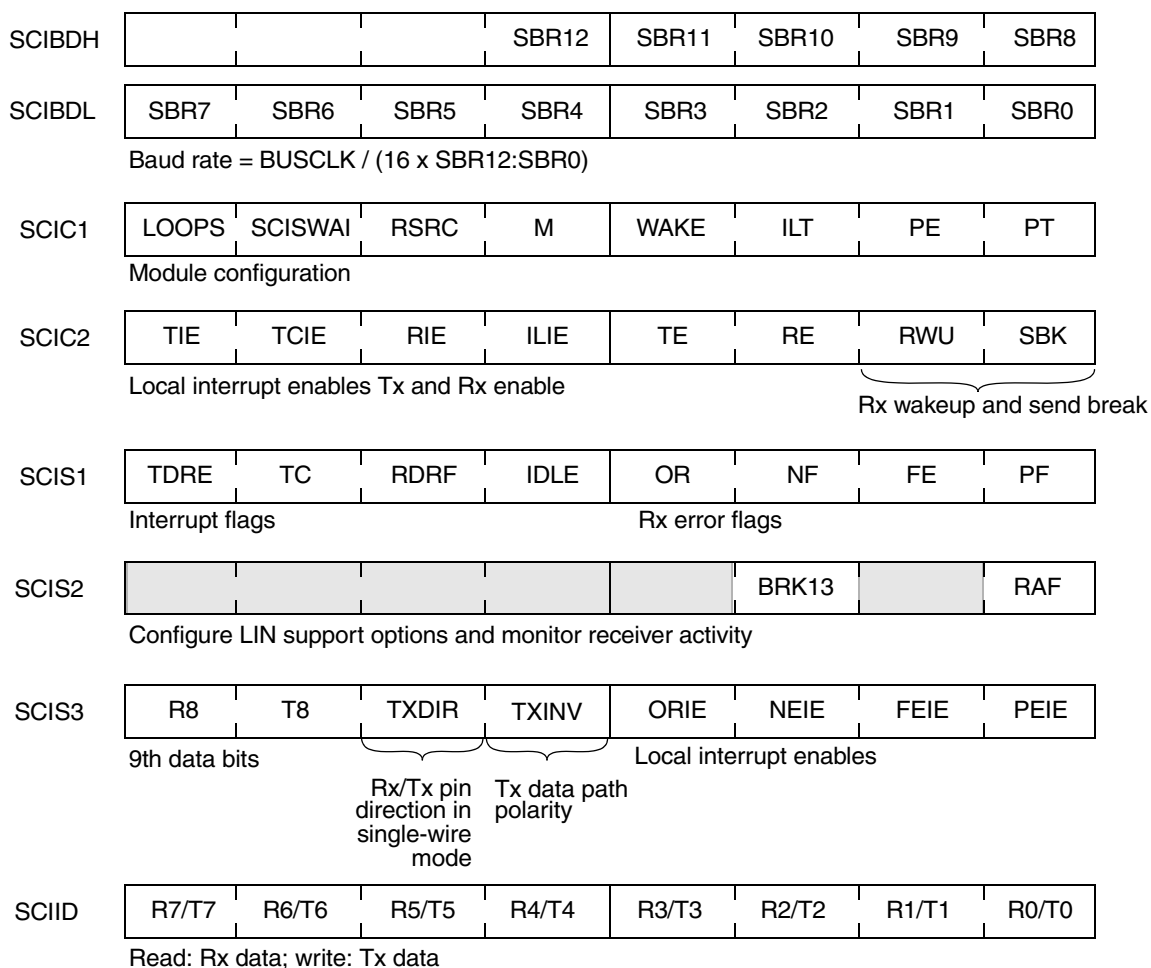 SCIBDH SBR12 SBR11 SBR10 SBR9 SBR8
SCIBDL SBR7 SBR6 SBR5 SBR4 SBR3 SBR2 SBR1 SBR0
Baud rate = BUSCLK / (16 x SBR12:SBR0)
SCIC1 LOOPS SCISWAI RSRC M WAKE ILT PE PT
Module configuration
SCIC2 TIE TCIE RIE ILIE TE RE RWU SBK
Local interrupt enables Tx and Rx enable
Rx wakeup and send break
SCIS1 TDRE TC RDRF IDLE OR NF FE PF
Interrupt flags Rx error flags
SCIS2 BRK13 RAF
Configure LIN support options and monitor receiver activity
SCIS3 R8 T8 TXDIR TXINV ORIE NEIE FEIE PEIE
9th data bits Local interrupt enables
Rx/Tx pin
direction in
single-wire
mode
Tx data path
polarity
SCIID R7/T7 R6/T6 R5/T5 R4/T4 R3/T3 R2/T2 R1/T1 R0/T0
Read: Rx data; write: Tx data